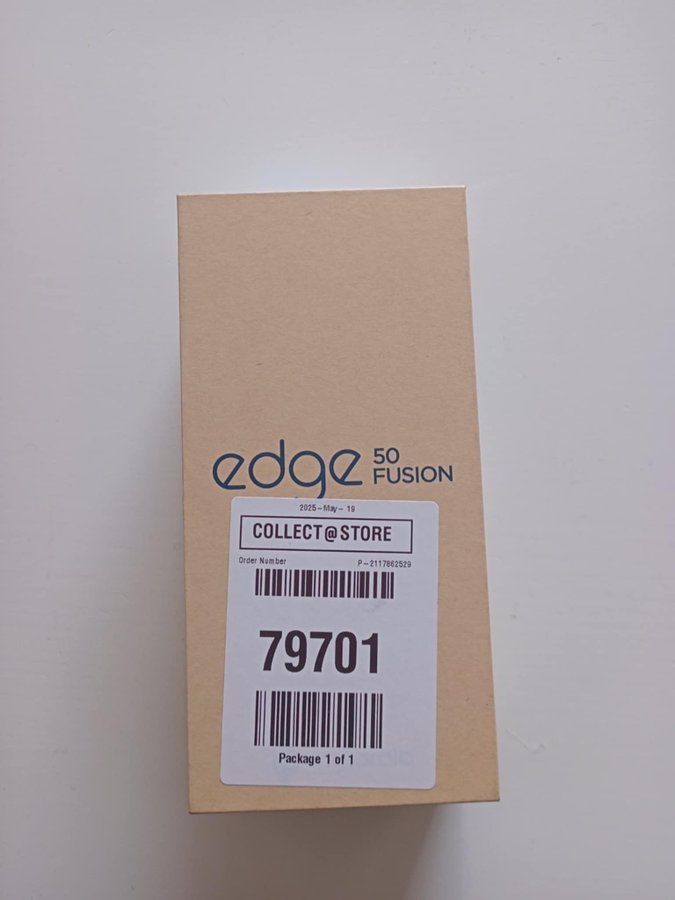 edge 50
FUSION
2025-May- 19
COLLECT@STORE
Order Number P-2117862529
79701
Package 1 of 1